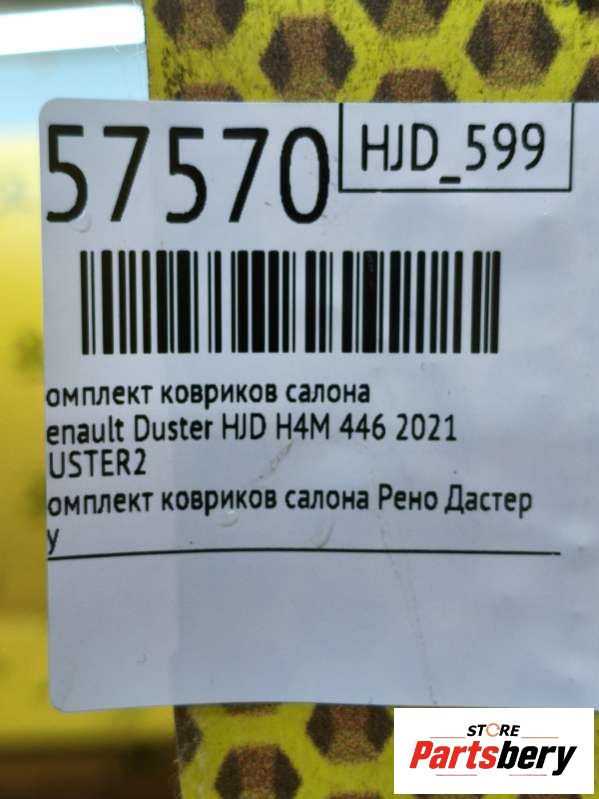 57570
HJD_599
омплект ковриков салона
enault Duster HJD H4M 446 2021
USTER2
омплект ковриков салона Рено Дастер
у
STORE
Partsbery